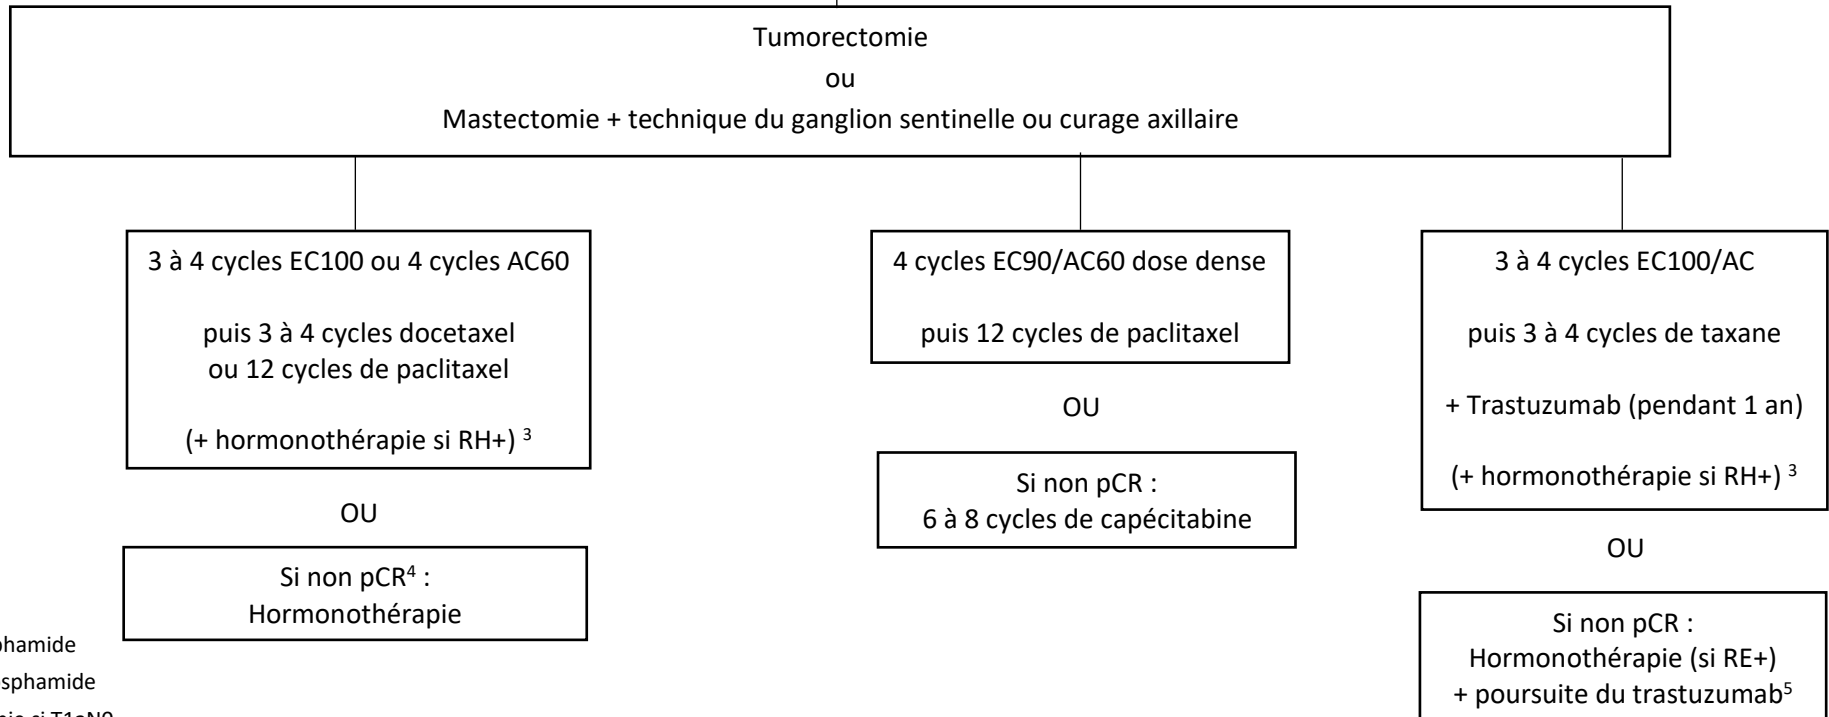 Tumorectomie
ou
Mastectomie + technique du ganglion sentinelle ou curage axillaire
3 à 4 cycles EC100 ou 4 cycles AC60
puis 3 à 4 cycles docetaxel
ou 12 cycles de paclitaxel
(+ hormonothérapie si RH+) ³
OU
Si non pCR⁴ :
Hormonothérapie
4 cycles EC90/AC60 dose dense
puis 12 cycles de paclitaxel
OU
Si non pCR :
6 à 8 cycles de capécitabine
3 à 4 cycles EC100/AC
puis 3 à 4 cycles de taxane
+ Trastuzumab (pendant 1 an)
(+ hormonothérapie si RH+) ³
OU
Si non pCR :
Hormonothérapie (si RE+)
+ poursuite du trastuzumab⁵
phamide
sphamide